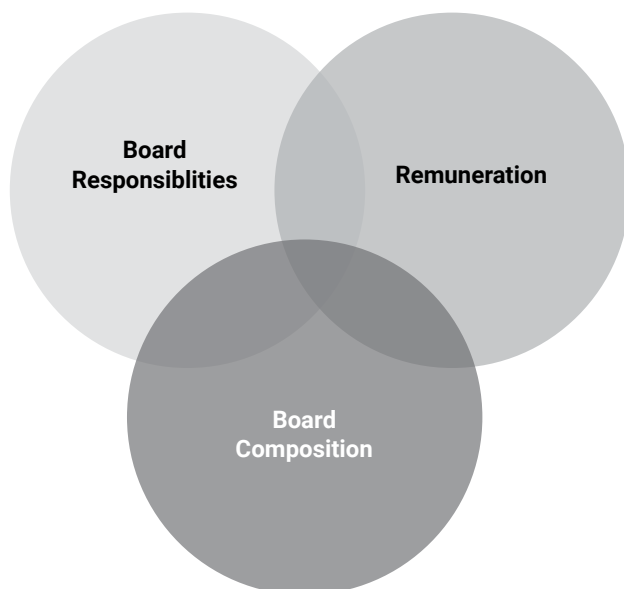 Board
Responsiblities
Remuneration
Board
Composition